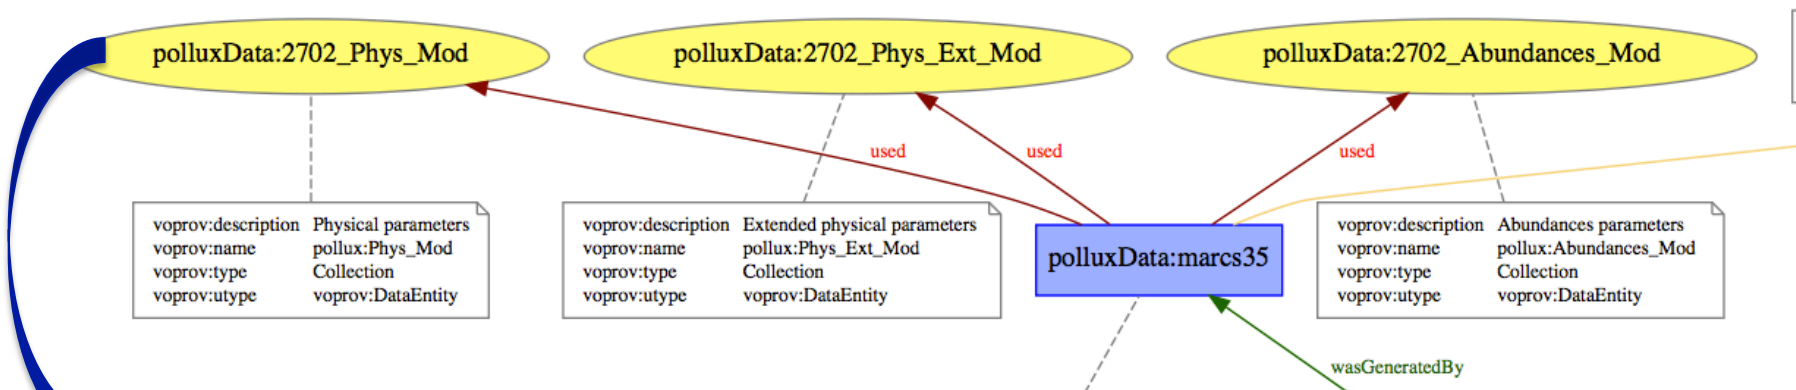 polluxData:2702_Phys_Mod
polluxData:2702_Phys_Ext_Mod
polluxData:2702_Abundances_Mod
used
used
used
voprov:description Physical parameters
voprov:name pollux:Phys_Mod
voprov:type Collection
voprov:utype voprov:DataEntity
voprov:description Extended physical parameters
voprov:name pollux:Phys_Ext_Mod
voprov:type Collection
voprov:utype voprov:DataEntity
polluxData:marcs35
voprov:description Abundances parameters
voprov:name pollux:Abundances_Mod
voprov:type Collection
voprov:utype voprov:DataEntity
wasGeneratedBy